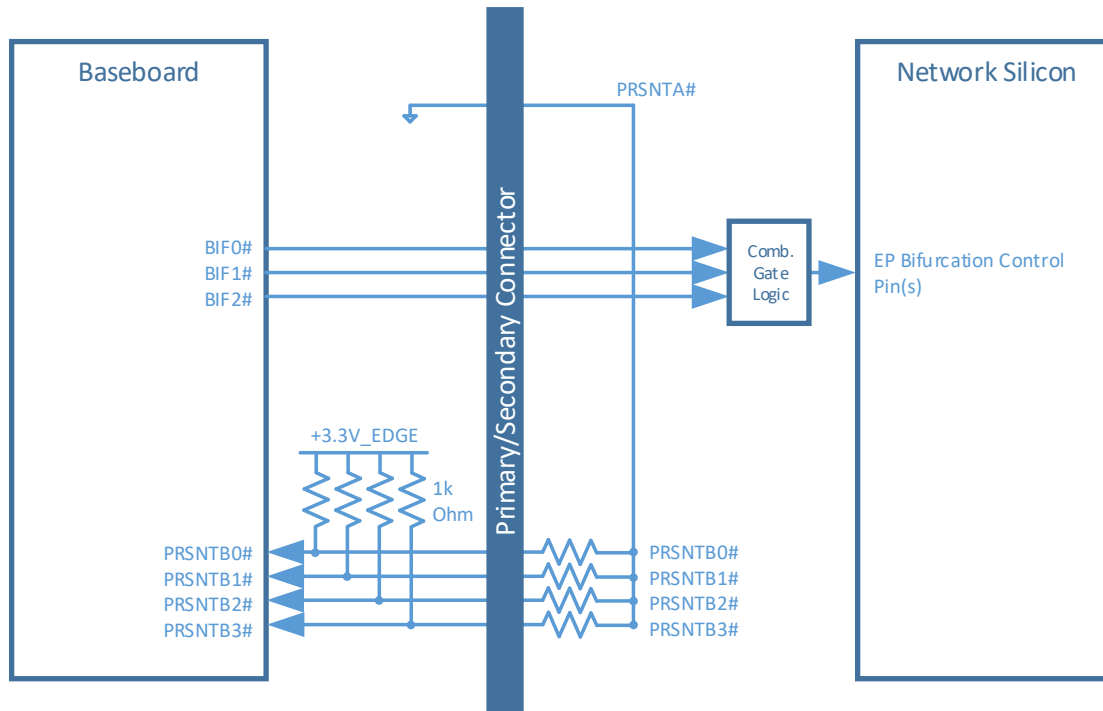 Baseboard
Network Silicon
PRSNTA#
Primary/Secondary Connector
BIF0#
BIF1#
BIF2#
Comb.
Gate
Logic
EP Bifurcation Control
Pin(s)
+3.3V_EDGE
1k
Ohm
PRSNTB0#
PRSNTB1#
PRSNTB2#
PRSNTB3#
PRSNTB0#
PRSNTB1#
PRSNTB2#
PRSNTB3#